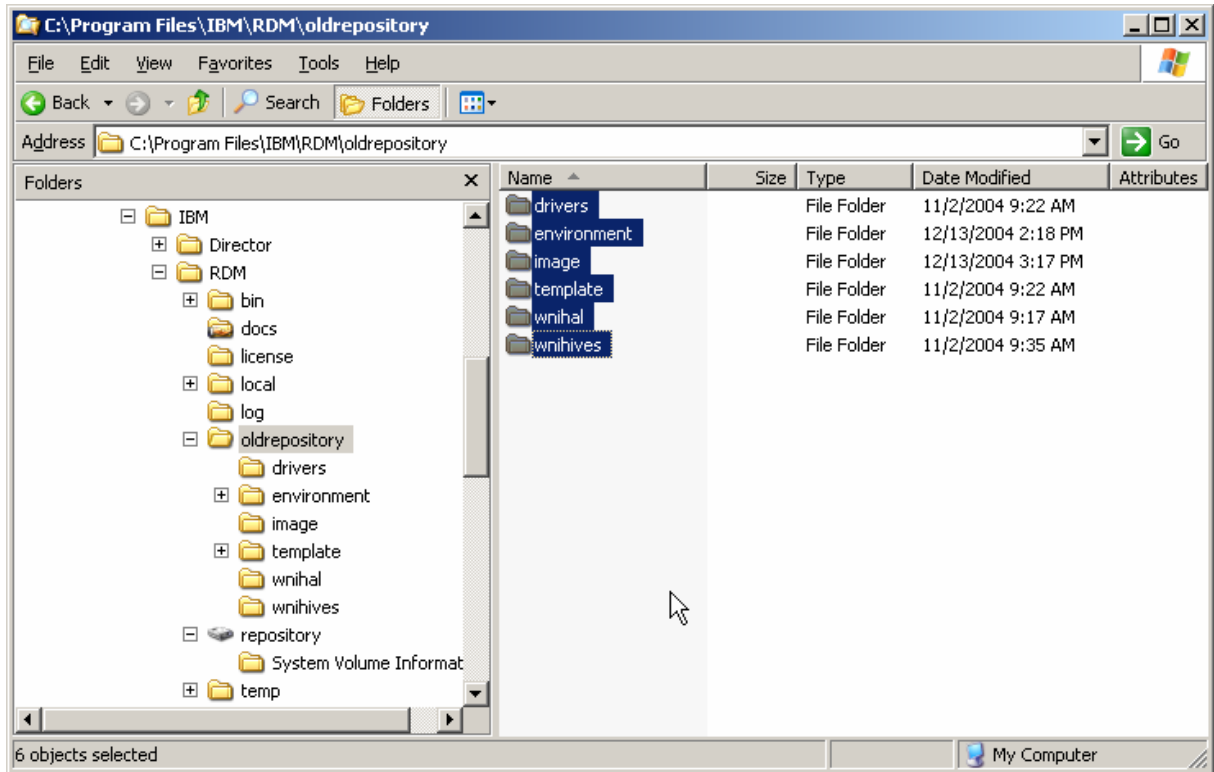 C:\Program Files\IBM\RDM\oldrepository
File Edit View Favorites Tools Help
Back Search Folders
Address C:\Program Files\IBM\RDM\oldrepository Go
Folders
IBM
Director
RDM
bin
docs
license
local
log
oldrepository
drivers
environment
image
template
wnihal
wnihives
repository
System Volume Informat
temp
Name Size Type Date Modified Attributes
drivers File Folder 11/2/2004 9:22 AM
environment File Folder 12/13/2004 2:18 PM
image File Folder 12/13/2004 3:17 PM
template File Folder 11/2/2004 9:22 AM
wnihal File Folder 11/2/2004 9:17 AM
wnihives File Folder 11/2/2004 9:35 AM
6 objects selected My Computer